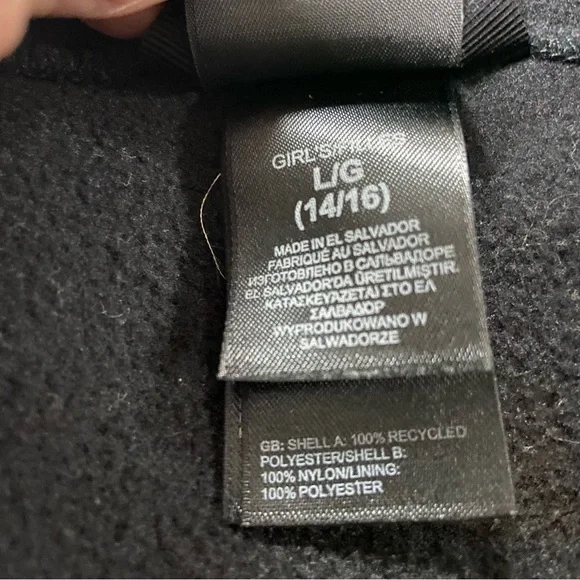 GIRL'S/FILLES
L/G
(14/16)
MADE IN EL SALVADOR
FABRIQUÉ AU SALVADOR
ИЗГОТОВЛЕНО В САЛЬВАДОРЕ
EL SALVADOR'DA ÜRETILMIŞTIR.
ΚΑΤΑΣΚΕΥΑΖΕΤΑΙ ΣΤΟ ΕΛ
ΣΑΛΒΑΔΟΡ
WYPRODUKOWANO W
SALWADORZE
GB: SHELL A: 100% RECYCLED
POLYESTER/SHELL B:
100% NYLON/LINING:
100% POLYESTER